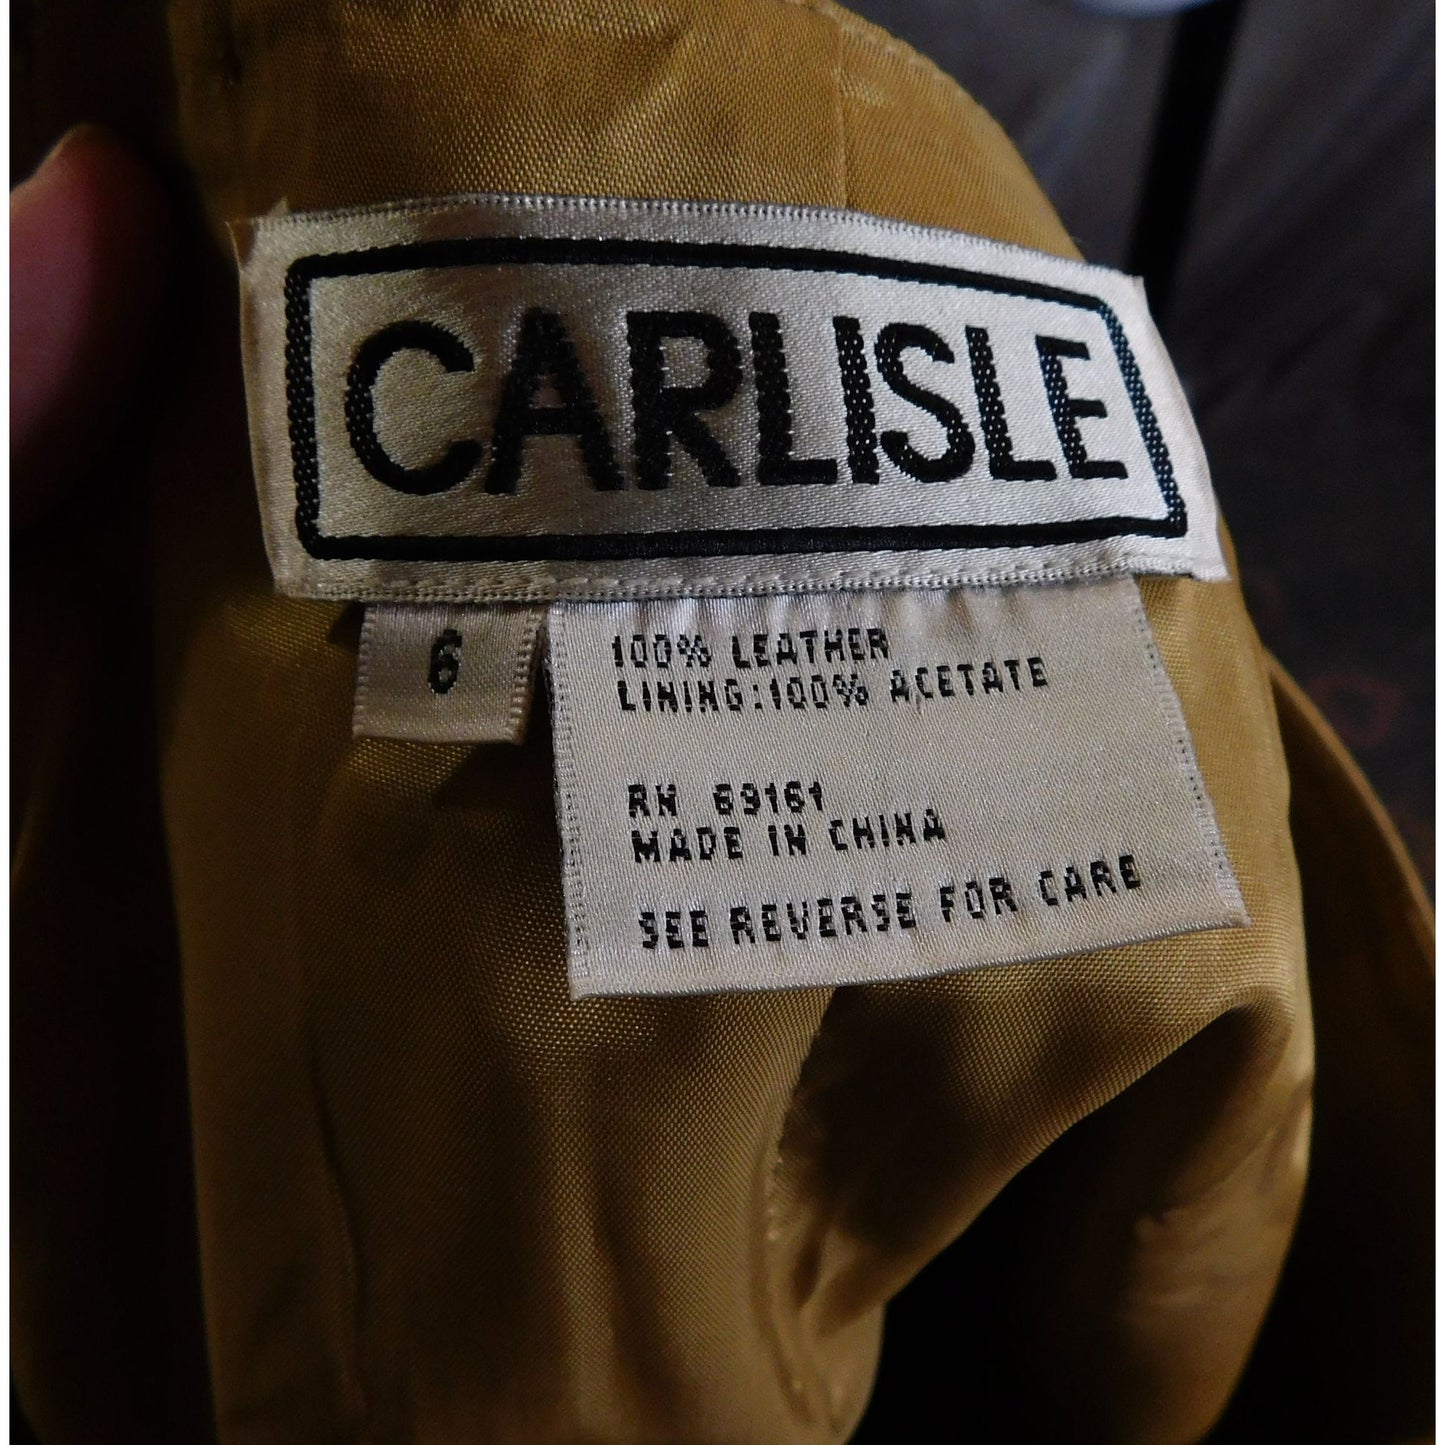 CARLISLE
6
100% LEATHER
LINING:100% ACETATE
RN 69161
MADE IN CHINA
SEE REVERSE FOR CARE